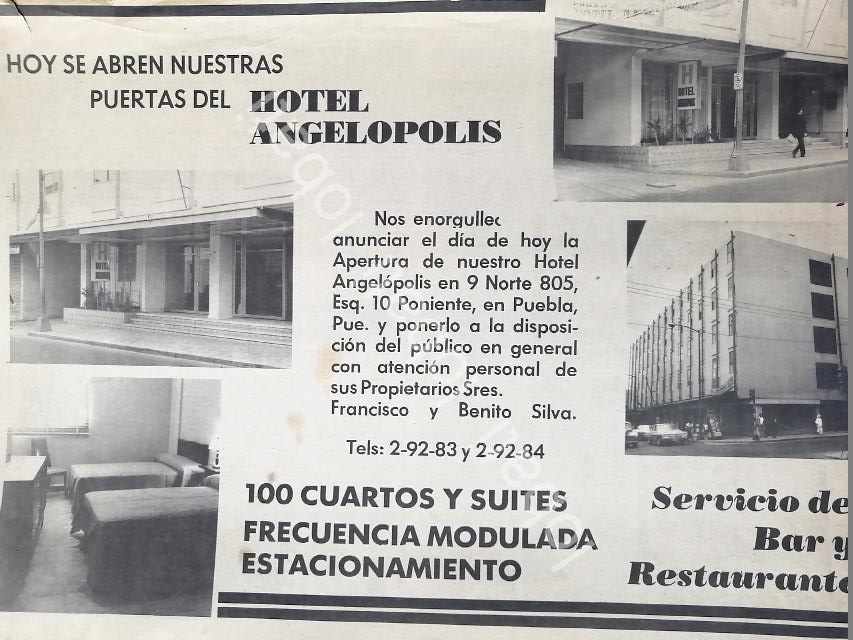 HOY SE ABREN NUESTRAS
PUERTAS DEL HOTEL
ANGELOPOLIS
H
HOTEL
Nos enorgullec
anunciar el día de hoy la
Apertura de nuestro Hotel
Angelópolis en 9 Norte 805,
Esq. 10 Poniente, en Puebla,
Pue. y ponerlo a la disposi-
ción del público en general
con atención personal de
sus Propietarios Sres.
Francisco y Benito Silva.
Tels: 2-92-83 y 2-92-84
100 CUARTOS Y SUITES
FRECUENCIA MODULADA
ESTACIONAMIENTO
Servicio de
Bar y
Restaurante